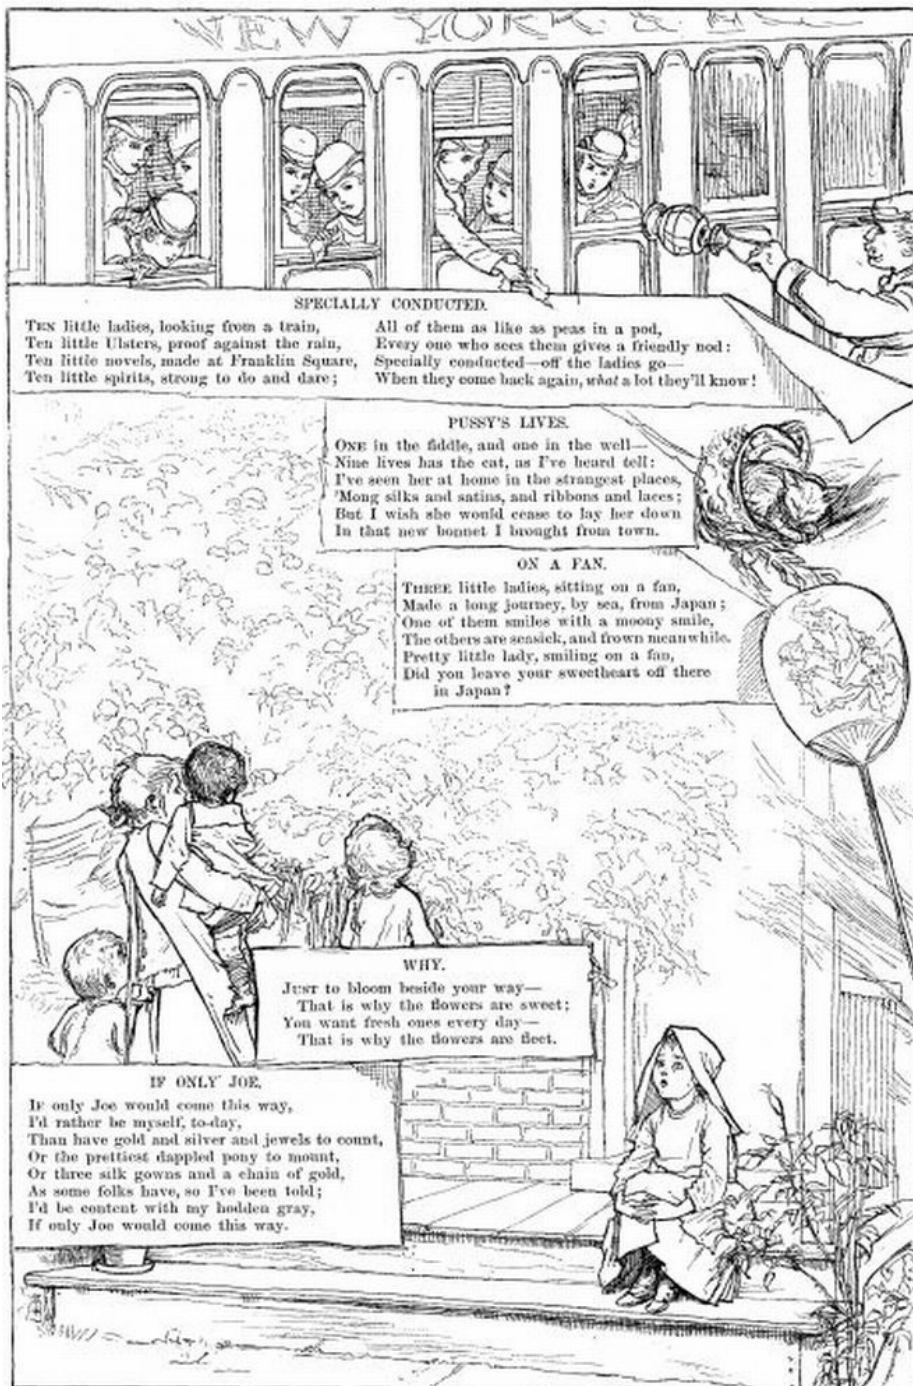 NEW YORK & E
SPECIALLY CONDUCTED.
TEN little ladies, looking from a train,
Ten little Ulsters, proof against the rain,
Ten little novels, made at Franklin Square,
Ten little spirits, strong to do and dare;
All of them as like as peas in a pod,
Every one who sees them gives a friendly nod:
Specially conducted—off the ladies go—
When they come back again, what a lot they'll know!
PUSSY'S LIVES.
ONE in the fiddle, and one in the well—
Nine lives has the cat, as I've heard tell:
I've seen her at home in the strangest places,
'Mong silks and satins, and ribbons and laces;
But I wish she would cease to lay her down
In that new bonnet I brought from town.
ON A FAN.
THREE little ladies, sitting on a fan,
Made a long journey, by sea, from Japan;
One of them smiles with a moony smile,
The others are seasick, and frown meanwhile.
Pretty little lady, smiling on a fan,
Did you leave your sweetheart off there
in Japan?
WHY.
JUST to bloom beside your way—
That is why the flowers are sweet;
You want fresh ones every day—
That is why the flowers are fleet.
IF ONLY JOE.
IF only Joe would come this way,
I'd rather be myself, to-day,
Than have gold and silver and jewels to count,
Or the prettiest dappled pony to mount,
Or three silk gowns and a chain of gold,
As some folks have, so I've been told;
I'd be content with my hodden gray,
If only Joe would come this way.